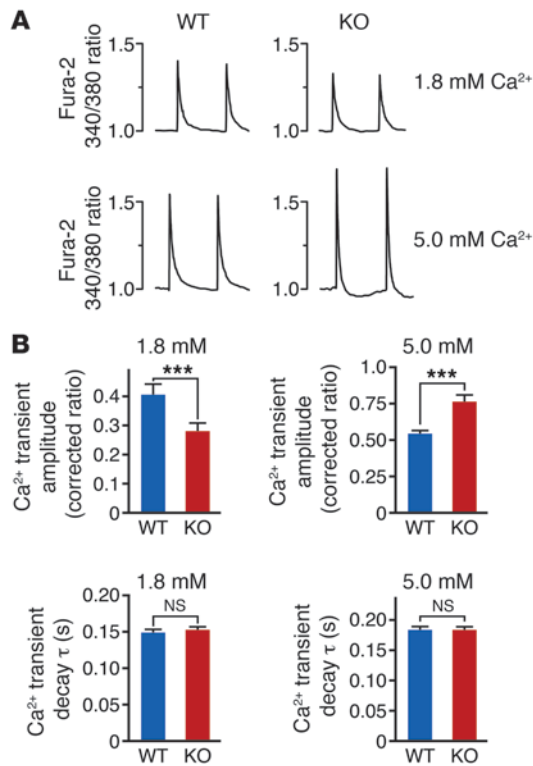 A
WT
KO
Fura-2
340/380 ratio
1.5
1.0
1.5
1.0
1.8 mM Ca²⁺
Fura-2
340/380 ratio
1.5
1.0
1.5
1.0
5.0 mM Ca²⁺
B
1.8 mM
Ca²⁺ transient
amplitude
(corrected ratio)
0.4
0.3
0.2
0.1
0
***
WT KO
5.0 mM
Ca²⁺ transient
amplitude
(corrected ratio)
1.0
0.75
0.50
0.25
0
***
WT KO
1.8 mM
Ca²⁺ transient
decay τ (s)
0.20
0.15
0.10
0.05
0
NS
WT KO
5.0 mM
Ca²⁺ transient
decay τ (s)
0.20
0.15
0.10
0.05
0
NS
WT KO